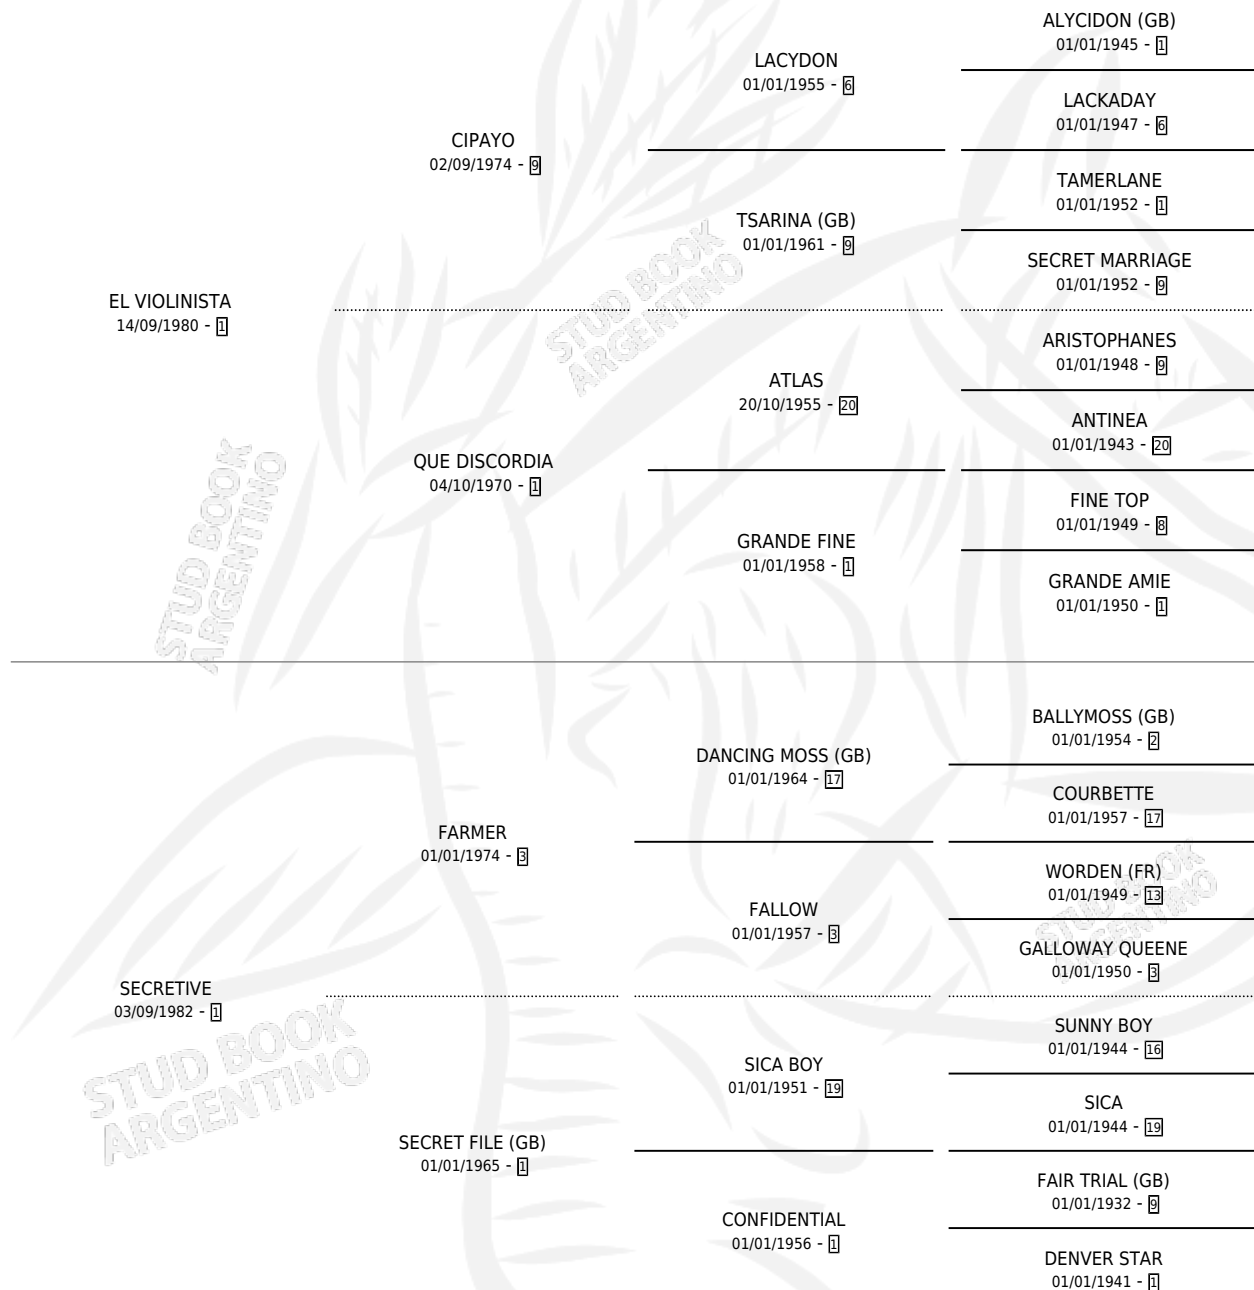 ALYCIDON (GB)
01/01/1945 - 1
LACYDON
01/01/1955 - 6
LACKADAY
01/01/1947 - 6
CIPAYO
02/09/1974 - 9
TAMERLANE
01/01/1952 - 1
TSARINA (GB)
01/01/1961 - 9
SECRET MARRIAGE
01/01/1952 - 9
EL VIOLINISTA
14/09/1980 - 1
ARISTOPHANES
01/01/1948 - 9
ATLAS
20/10/1955 - 20
ANTINEA
01/01/1943 - 20
QUE DISCORDIA
04/10/1970 - 1
FINE TOP
01/01/1949 - 8
GRANDE FINE
01/01/1958 - 1
GRANDE AMIE
01/01/1950 - 1
BALLYMOSS (GB)
01/01/1954 - 2
DANCING MOSS (GB)
01/01/1964 - 17
COURBETTE
01/01/1957 - 17
FARMER
01/01/1974 - 3
WORDEN (FR)
01/01/1949 - 13
FALLOW
01/01/1957 - 3
GALLOWAY QUEENE
01/01/1950 - 3
SECRETIVE
03/09/1982 - 1
SUNNY BOY
01/01/1944 - 16
SICA BOY
01/01/1951 - 19
SICA
01/01/1944 - 19
SECRET FILE (GB)
01/01/1965 - 1
FAIR TRIAL (GB)
01/01/1932 - 9
CONFIDENTIAL
01/01/1956 - 1
DENVER STAR
01/01/1941 - 1
STUD BOOK
ARGENTINO
STUD BOOK
ARGENTINO
STUD BOOK
ARGENTINO
STUD BOOK
ARGENTINO